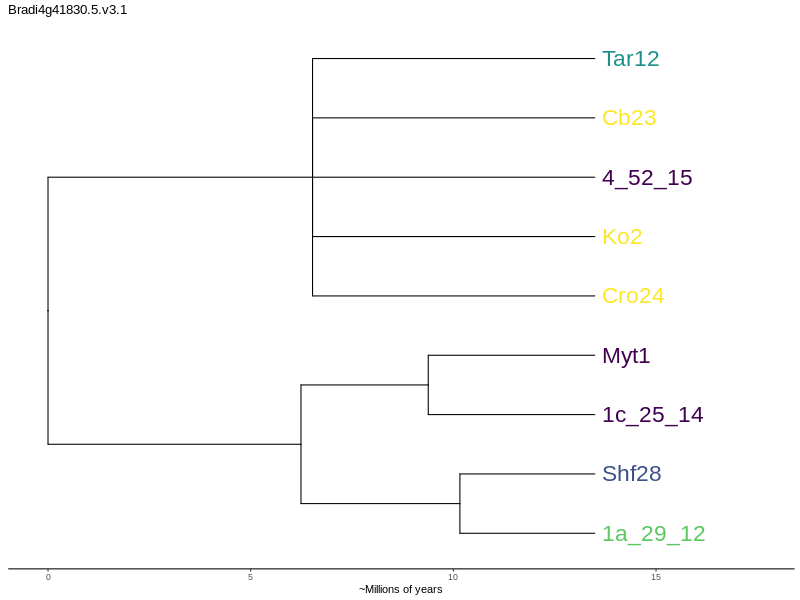 Bradi4g41830.5.v3.1
Tar12
Cb23
4_52_15
Ko2
Cro24
Myt1
1c_25_14
Shf28
1a_29_12
0 5 10 15
~Millions of years